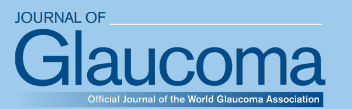 JOURNAL OF
Glaucoma
Official Journal of the World Glaucoma Association